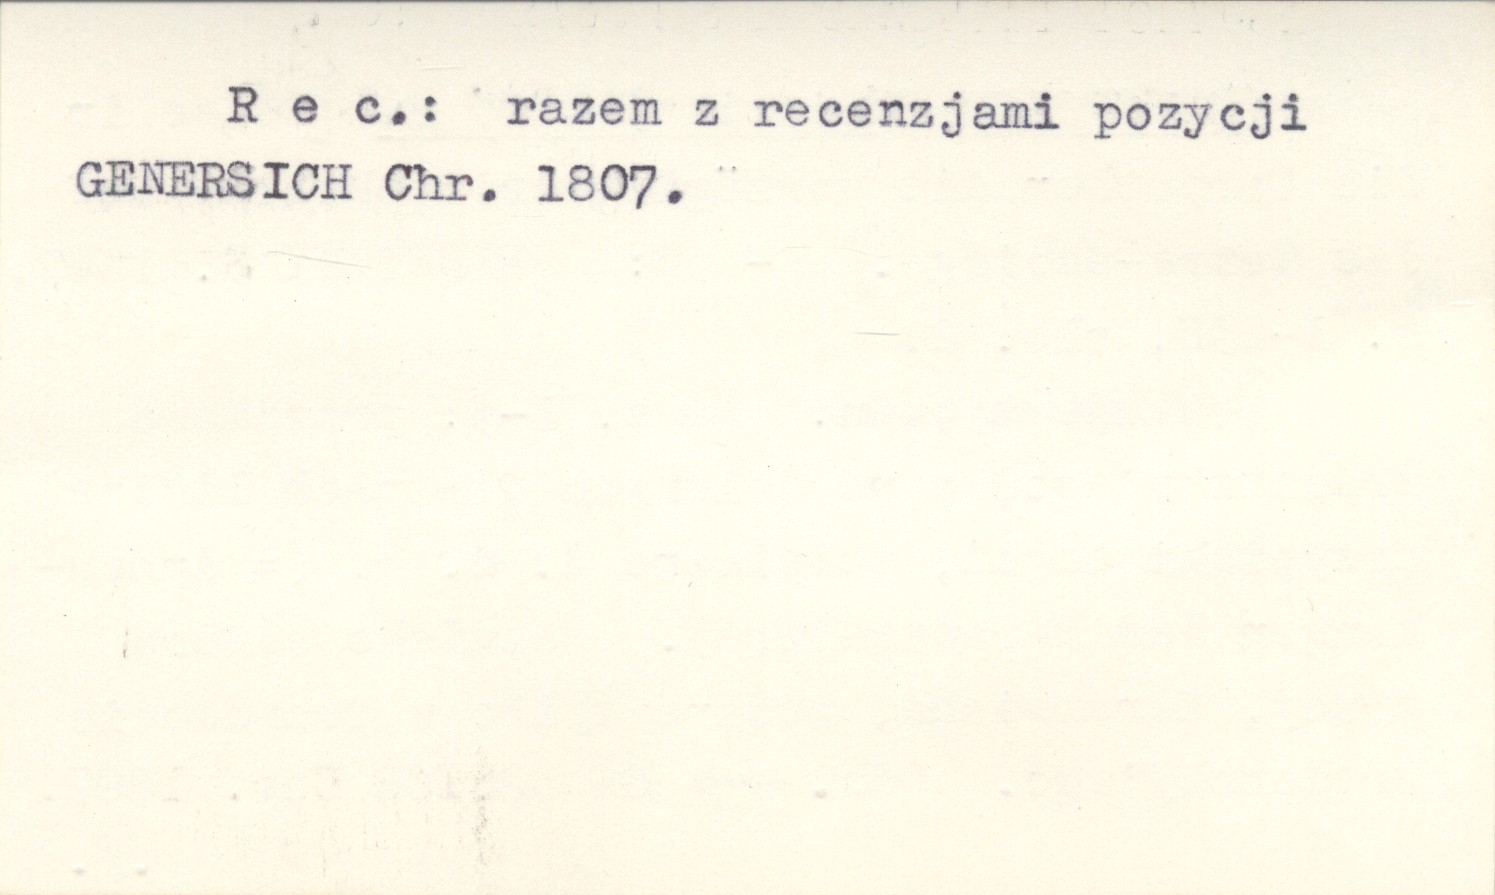 R e c.: razem z recenzjami pozycji
GENERSICH Chr. 1807.